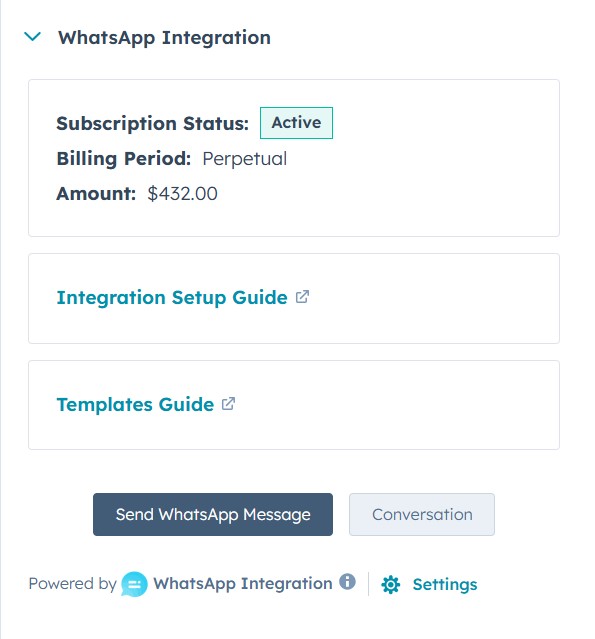 WhatsApp Integration
Subscription Status: Active
Billing Period: Perpetual
Amount: $432.00
Integration Setup Guide
Templates Guide
Send WhatsApp Message Conversation
Powered by WhatsApp Integration Settings